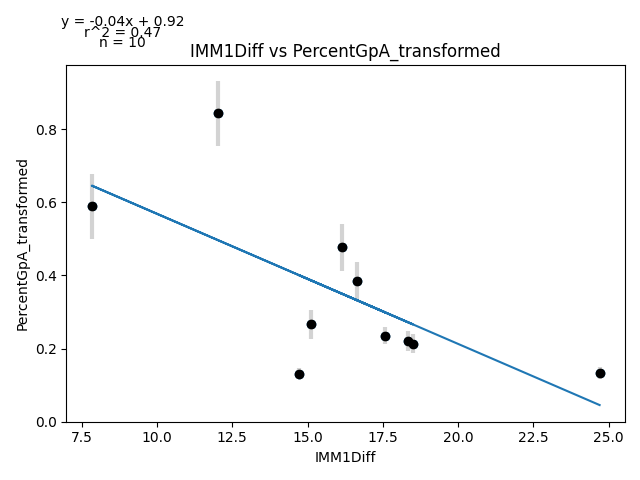 y = -0.04x + 0.92
r^2 = 0.47
n = 10
IMM1Diff vs PercentGpA_transformed
PercentGpA_transformed
0.8
0.6
0.4
0.2
0.0
7.5 10.0 12.5 15.0 17.5 20.0 22.5 25.0
IMM1Diff